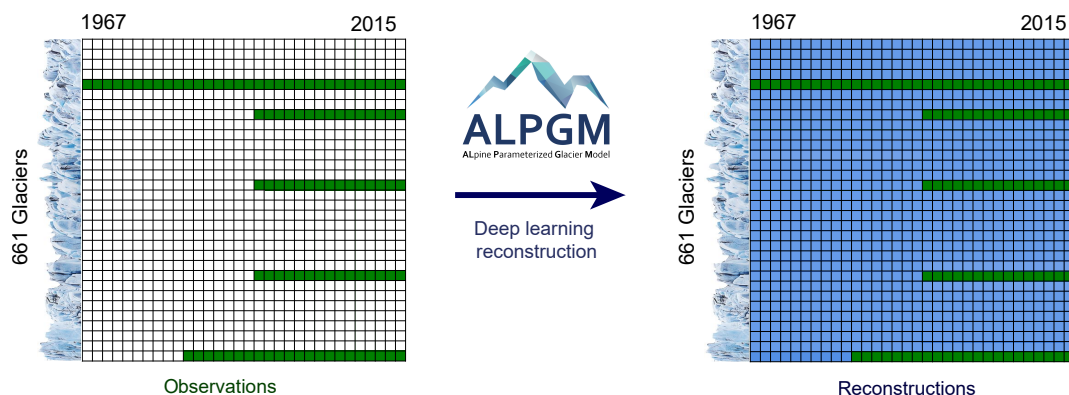 1967 2015
661 Glaciers
Observations
ALPGM
ALpine Parameterized Glacier Model
Deep learning
reconstruction
1967 2015
661 Glaciers
Reconstructions